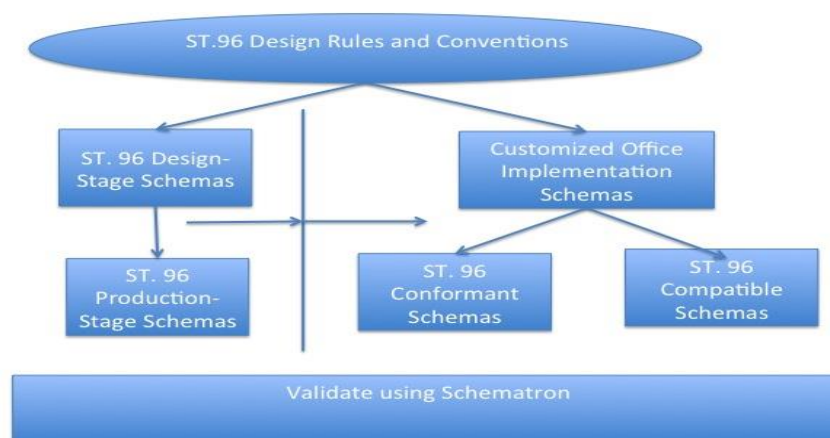 ST.96 Design Rules and Conventions
ST. 96 Design-
Stage Schemas
Customized Office
Implementation
Schemas
ST. 96
Production-
Stage Schemas
ST. 96
Conformant
Schemas
ST. 96
Compatible
Schemas
Validate using Schematron